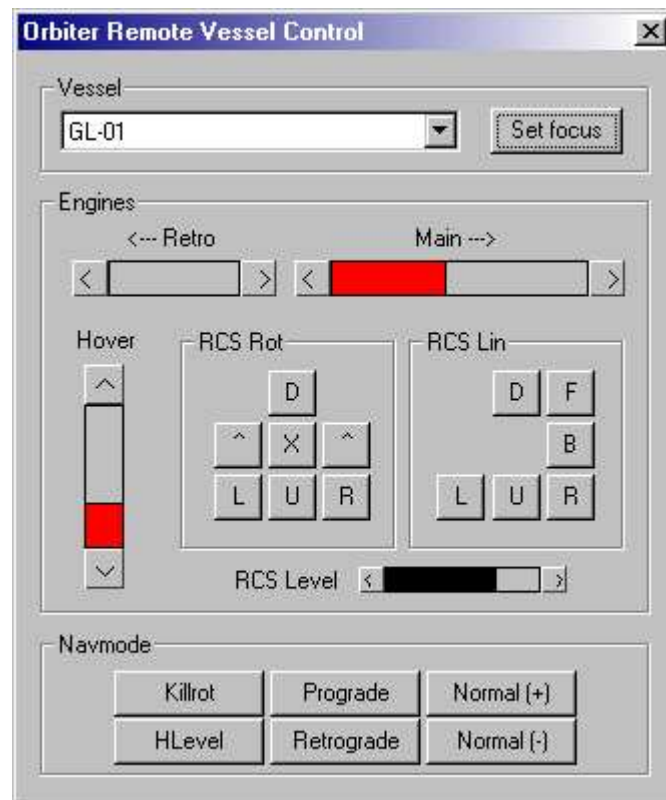 Orbiter Remote Vessel Control
Vessel
GL-01
Set focus
Engines
<--- Retro Main --->
< > < >
Hover RCS Rot RCS Lin
D D F
^ X ^ B
L U R L U R
RCS Level < >
Navmode
Killrot Prograde Normal (+)
HLevel Retrograde Normal (-)